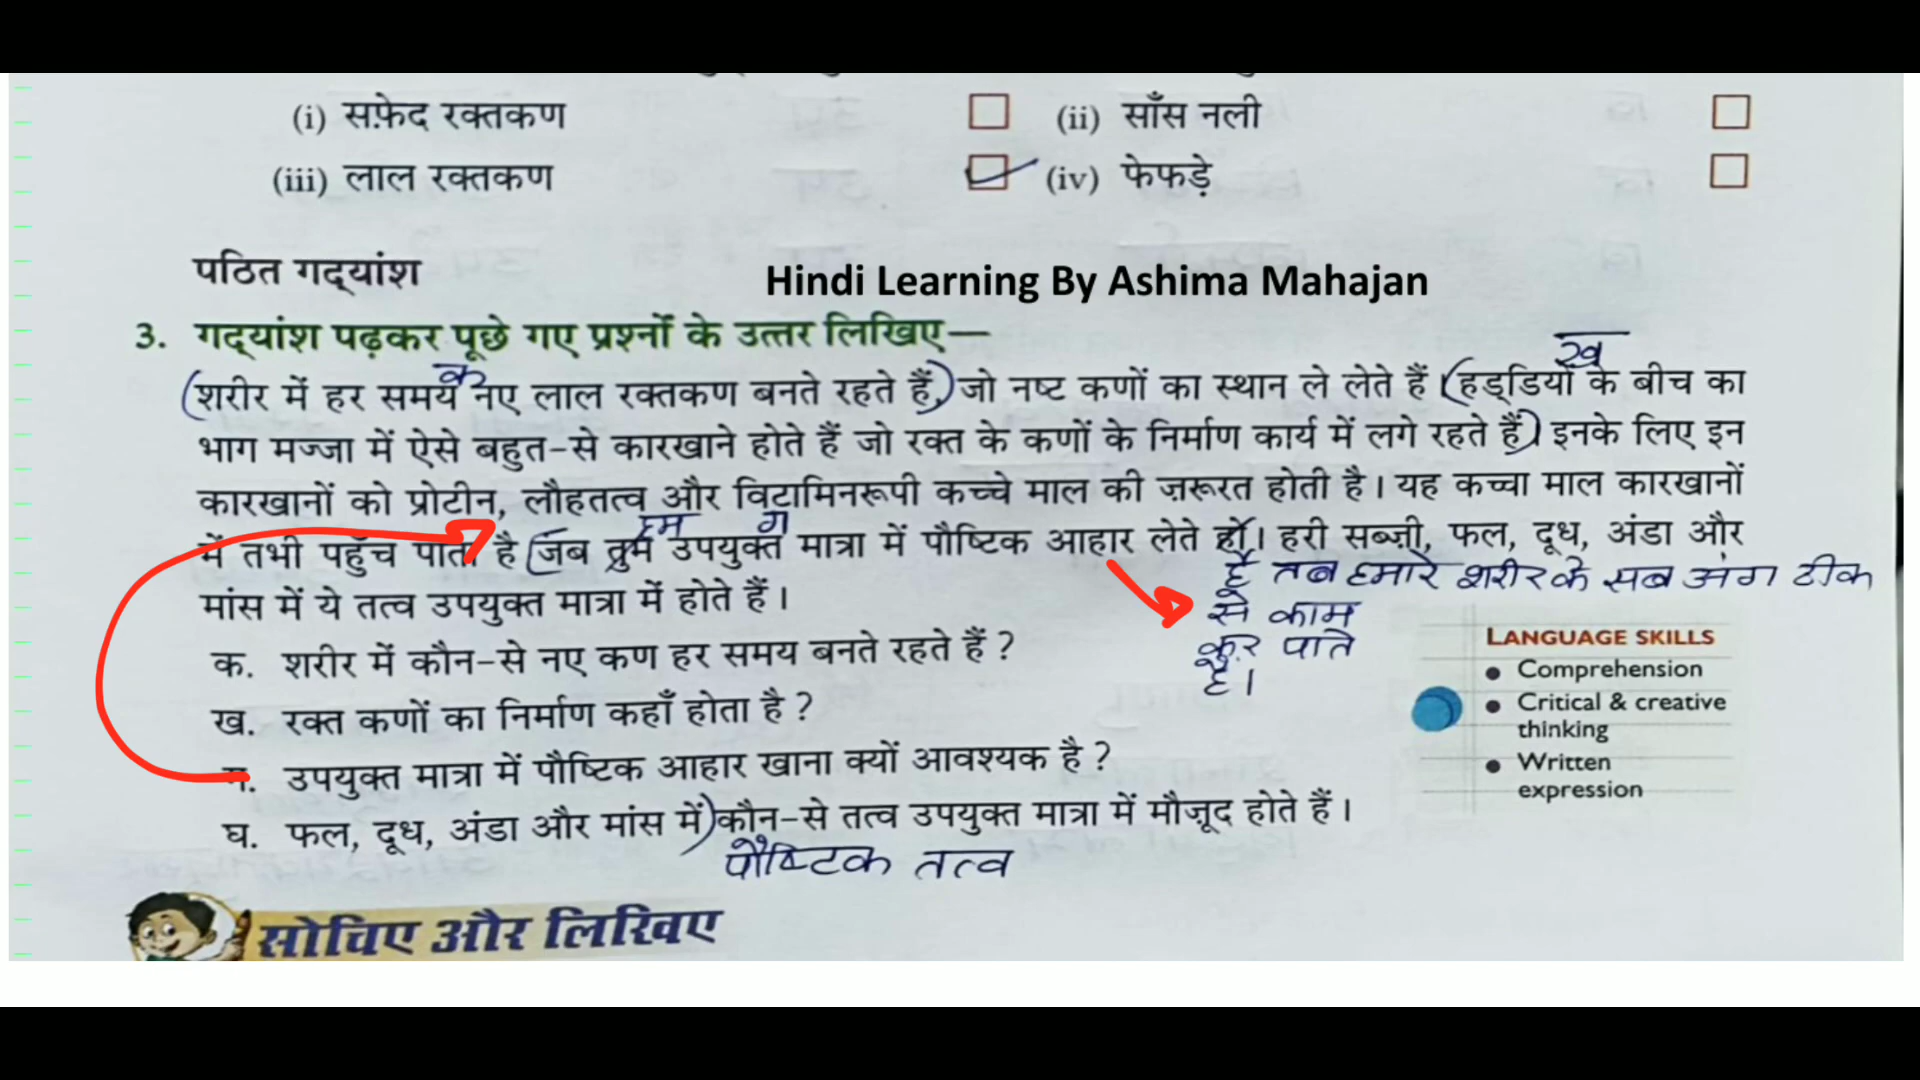 (i) सफ़ेद रक्तकण (ii) साँस नली
(iii) लाल रक्तकण (iv) फेफड़े
पठित गद्‌यांश
Hindi Learning By Ashima Mahajan
3. गद्‌यांश पढ़कर पूछे गए प्रश्नों के उत्तर लिखिए—
ख
क
(शरीर में हर समय नए लाल रक्तकण बनते रहते हैं,) जो नष्ट कणों का स्थान ले लेते हैं। (हड्‌डियों के बीच का
भाग मज्जा में ऐसे बहुत-से कारखाने होते हैं जो रक्त के कणों के निर्माण कार्य में लगे रहते हैं।) इनके लिए इन
कारखानों को प्रोटीन, लौहतत्व और विटामिनरूपी कच्चे माल की ज़रूरत होती है। यह कच्चा माल कारखानों
हम ग
में तभी पहुँच पाता है जब तुम उपयुक्त मात्रा में पौष्टिक आहार लेते हो। हरी सब्ज़ी, फल, दूध, अंडा और
हैं तब हमारे शरीर के सब अंग ठीक
मांस में ये तत्व उपयुक्त मात्रा में होते हैं।
से काम
कर पाते
हैं।
क. शरीर में कौन-से नए कण हर समय बनते रहते हैं?
ख. रक्त कणों का निर्माण कहाँ होता है?
ग. उपयुक्त मात्रा में पौष्टिक आहार खाना क्यों आवश्यक है?
घ. फल, दूध, अंडा और मांस में) कौन-से तत्व उपयुक्त मात्रा में मौजूद होते हैं।
पौष्टिक तत्व
LANGUAGE SKILLS
• Comprehension
• Critical & creative
thinking
• Written
expression
सोचिए और लिखिए